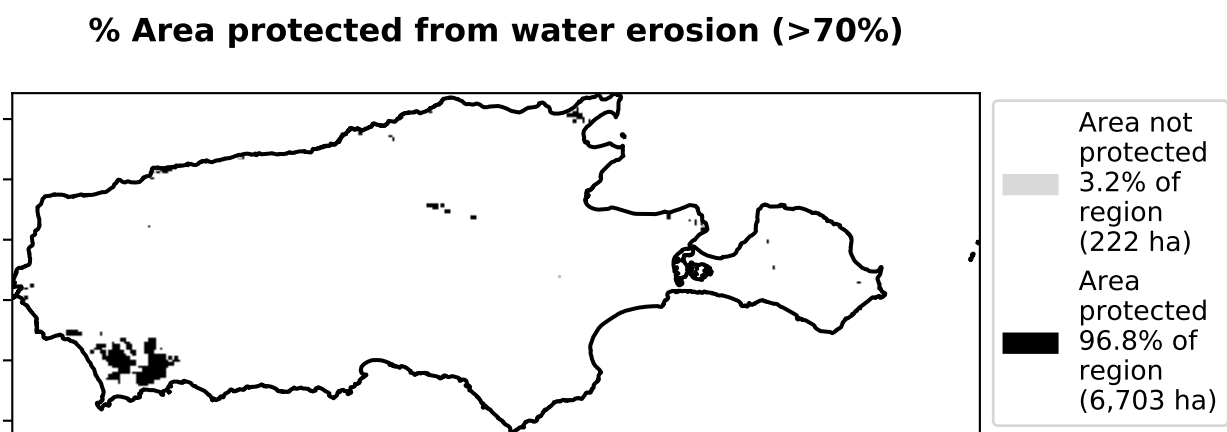 % Area protected from water erosion (>70%)
Area not
protected
3.2% of
region
(222 ha)
Area
protected
96.8% of
region
(6,703 ha)